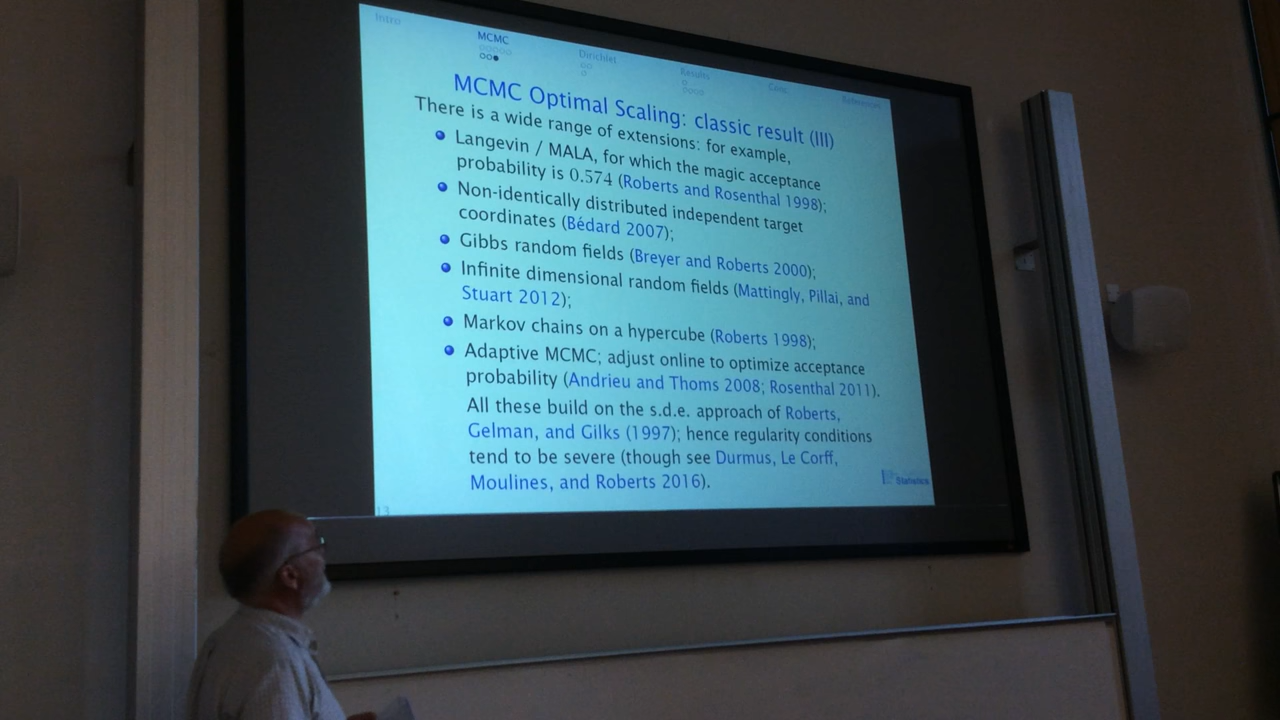 Intro
MCMC
Dirichlet
Results
Conc
References
MCMC Optimal Scaling: classic result (III)
There is a wide range of extensions: for example,
Langevin / MALA, for which the magic acceptance
probability is 0.574 (Roberts and Rosenthal 1998);
Non-identically distributed independent target
coordinates (Bédard 2007);
Gibbs random fields (Breyer and Roberts 2000);
Infinite dimensional random fields (Mattingly, Pillai, and
Stuart 2012);
Markov chains on a hypercube (Roberts 1998);
Adaptive MCMC; adjust online to optimize acceptance
probability (Andrieu and Thoms 2008; Rosenthal 2011).
All these build on the s.d.e. approach of Roberts,
Gelman, and Gilks (1997); hence regularity conditions
tend to be severe (though see Durmus, Le Corff,
Moulines, and Roberts 2016).
Statistics
13